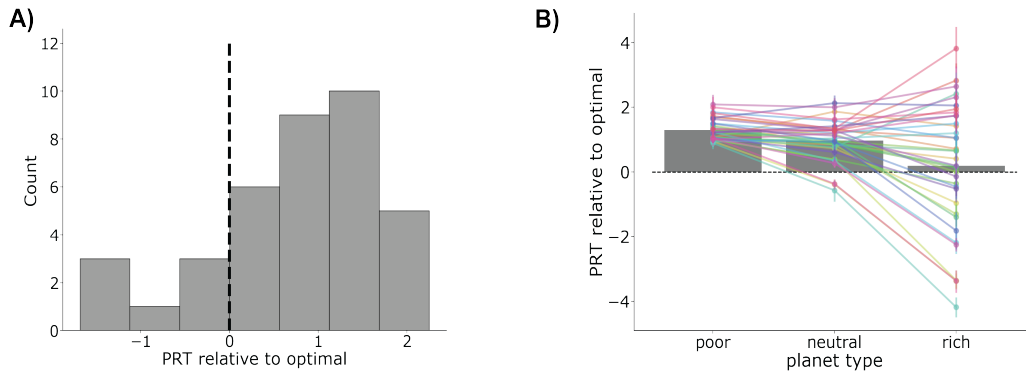 A)
12
10
8
6
4
2
0
Count
−1
0
1
2
PRT relative to optimal
B)
4
2
0
−2
−4
PRT relative to optimal
poor
neutral
rich
planet type